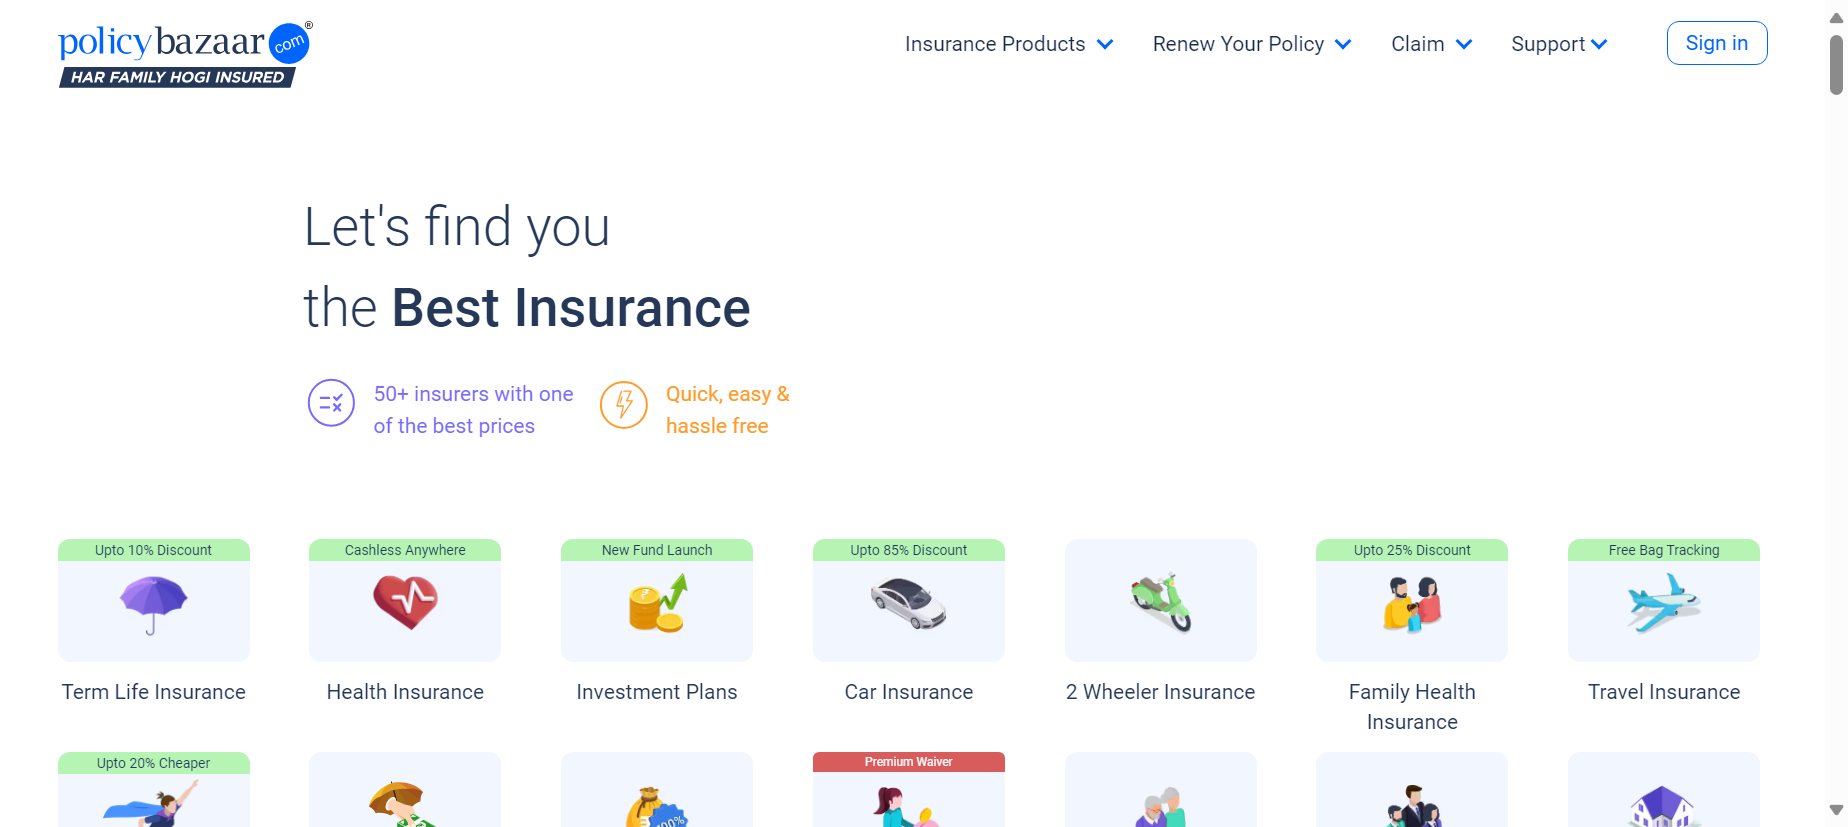 policybazaar com ®
HAR FAMILY HOGI INSURED
Insurance Products
Renew Your Policy
Claim
Support
Sign in
Let's find you
the Best Insurance
50+ insurers with one
of the best prices
Quick, easy &
hassle free
Upto 10% Discount
Cashless Anywhere
New Fund Launch
Upto 85% Discount
Upto 25% Discount
Free Bag Tracking
Term Life Insurance
Health Insurance
Investment Plans
Car Insurance
2 Wheeler Insurance
Family Health
Insurance
Travel Insurance
Upto 20% Cheaper
Premium Waiver
100%